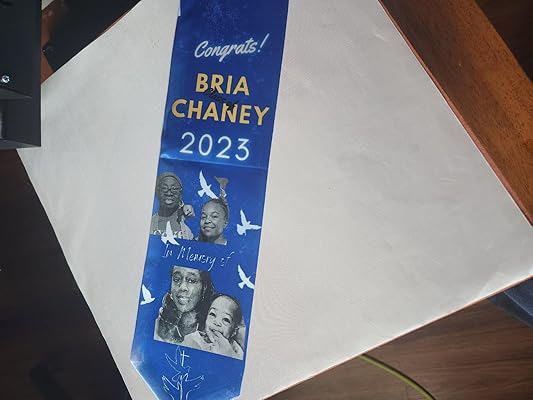 Congrats!
BRIA
CHANEY
2023
In Memory of